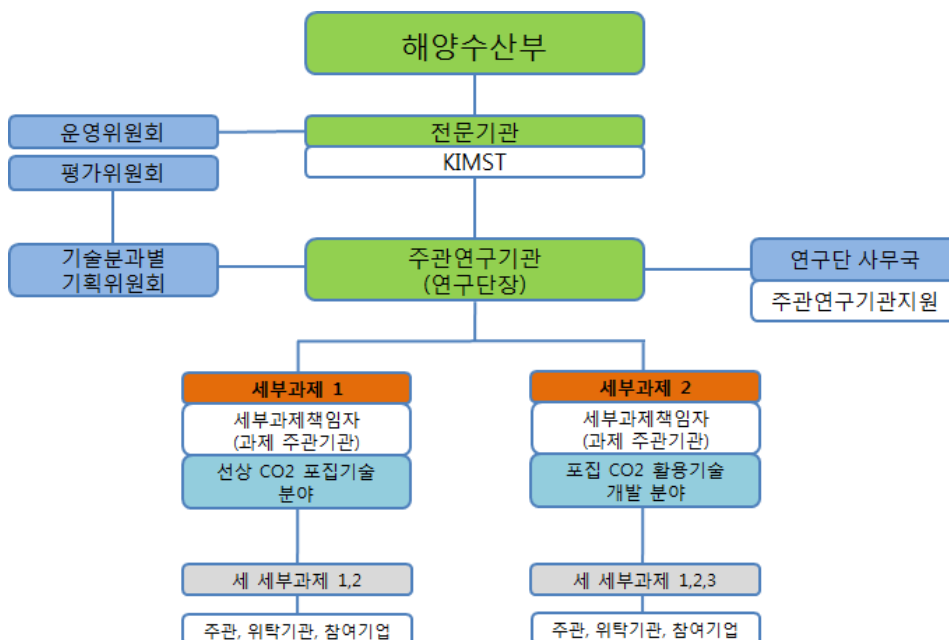 해양수산부
운영위원회
전문기관
KIMST
평가위원회
기술분과별
기획위원회
주관연구기관
(연구단장)
연구단 사무국
주관연구기관지원
세부과제 1
세부과제책임자
(과제 주관기관)
선상 CO2 포집기술
분야
세 세부과제 1,2
주관, 위탁기관, 참여기업
세부과제 2
세부과제책임자
(과제 주관기관)
포집 CO2 활용기술
개발 분야
세 세부과제 1,2,3
주관, 위탁기관, 참여기업